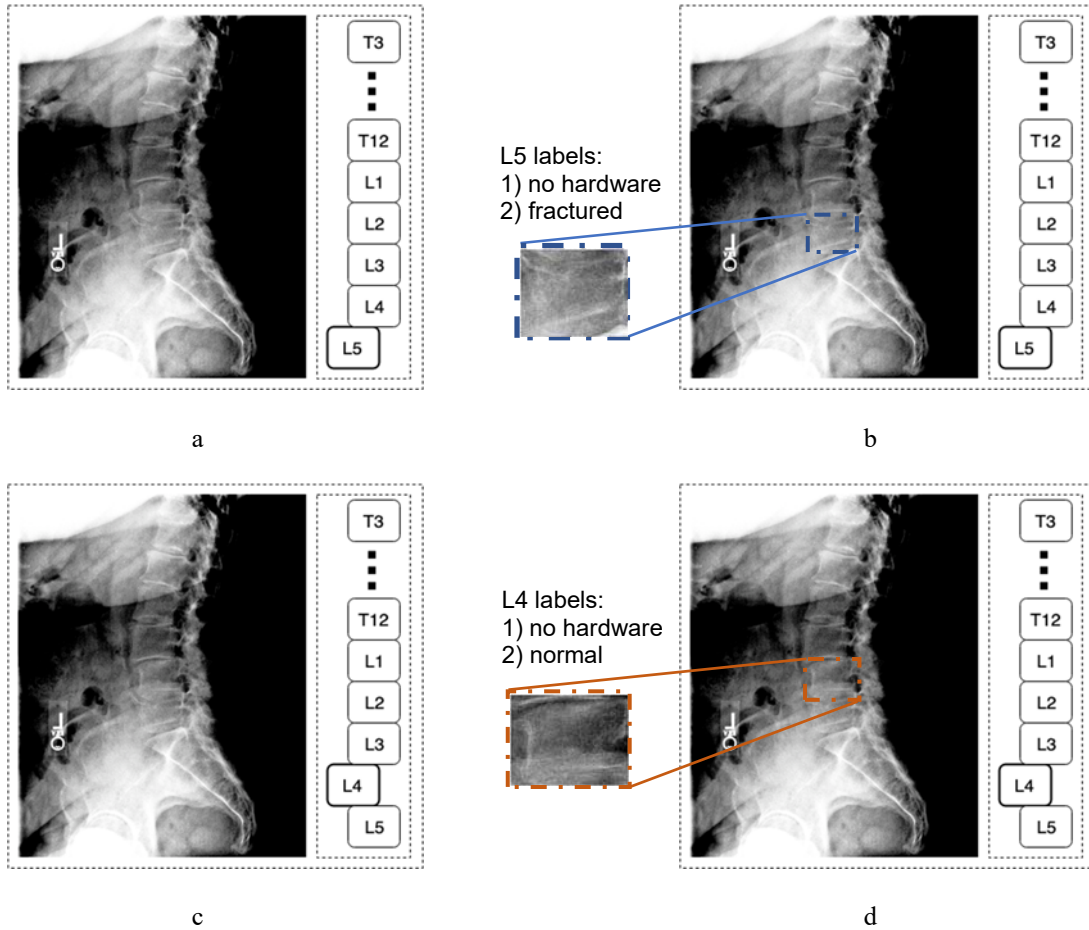 T3
T12
L1
L2
L3
L4
L5
a
L5 labels:
1) no hardware
2) fractured
T3
T12
L1
L2
L3
L4
L5
b
T3
T12
L1
L2
L3
L4
L5
c
L4 labels:
1) no hardware
2) normal
T3
T12
L1
L2
L3
L4
L5
d